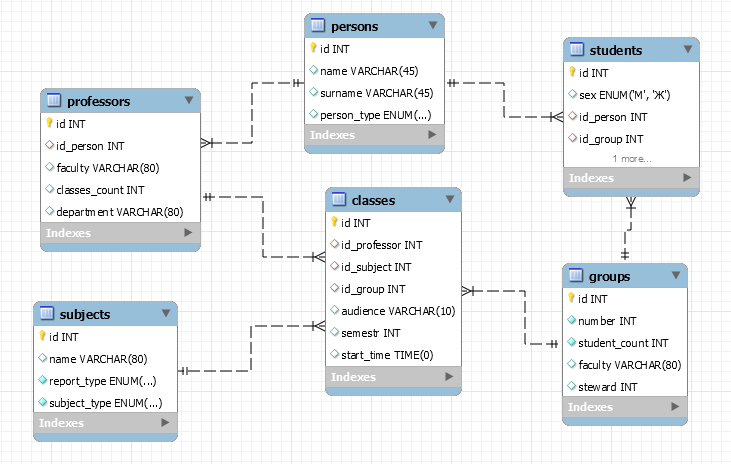 persons
id INT
name VARCHAR(45)
surname VARCHAR(45)
person_type ENUM(...)
Indexes
students
id INT
sex ENUM('М', 'Ж')
id_person INT
id_group INT
1 more...
Indexes
professors
id INT
id_person INT
faculty VARCHAR(80)
classes_count INT
department VARCHAR(80)
Indexes
classes
id INT
id_professor INT
id_subject INT
id_group INT
audience VARCHAR(10)
semestr INT
start_time TIME(0)
Indexes
groups
id INT
number INT
student_count INT
faculty VARCHAR(80)
steward INT
Indexes
subjects
id INT
name VARCHAR(80)
report_type ENUM(...)
subject_type ENUM(...)
Indexes